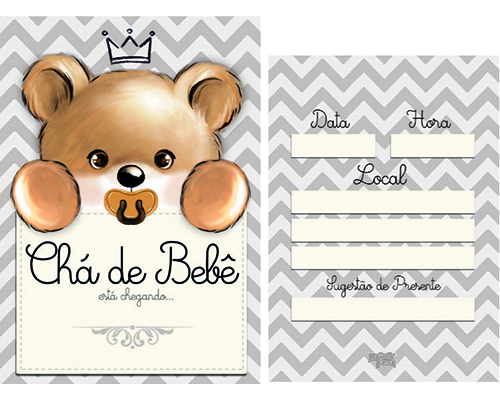 Chá de Bebê
está chegando...
Data Hora
Local
Sugestão de Presente